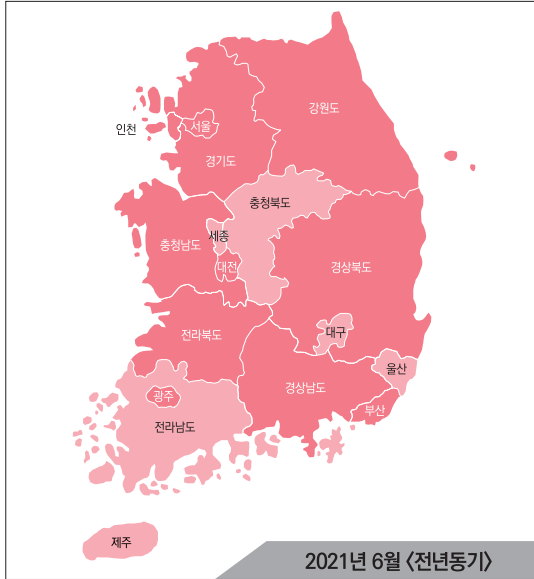 강원도
서울
인천
경기도
충청북도
세종
충청남도
대전
경상북도
대구
전라북도
울산
경상남도
광주
부산
전라남도
제주
2021년 6월 <전년동기>